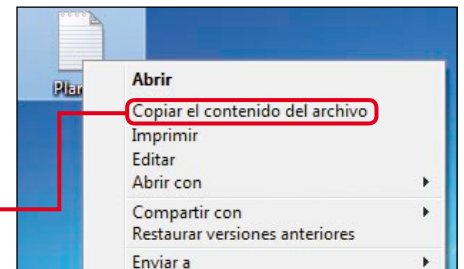 Abrir
Copiar el contenido del archivo
Imprimir
Editar
Abrir con
Compartir con
Restaurar versiones anteriores
Enviar a